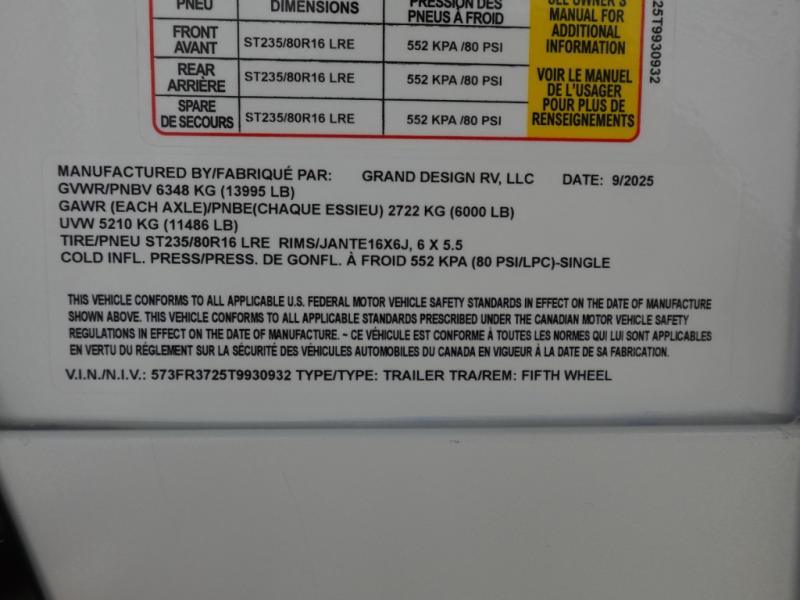 PNEU DIMENSIONS PRESSION DES
PNEUS À FROID
FRONT
AVANT ST235/80R16 LRE 552 KPA /80 PSI
REAR
ARRIÈRE ST235/80R16 LRE 552 KPA /80 PSI
SPARE
DE SECOURS ST235/80R16 LRE 552 KPA /80 PSI
SEE OWNER'S
MANUAL FOR
ADDITIONAL
INFORMATION
VOIR LE MANUEL
DE L'USAGER
POUR PLUS DE
RENSEIGNEMENTS
25T9930932
MANUFACTURED BY/FABRIQUÉ PAR: GRAND DESIGN RV, LLC DATE: 9/2025
GVWR/PNBV 6348 KG (13995 LB)
GAWR (EACH AXLE)/PNBE(CHAQUE ESSIEU) 2722 KG (6000 LB)
UVW 5210 KG (11486 LB)
TIRE/PNEU ST235/80R16 LRE RIMS/JANTE16X6J, 6 X 5.5
COLD INFL. PRESS/PRESS. DE GONFL. À FROID 552 KPA (80 PSI/LPC)-SINGLE
THIS VEHICLE CONFORMS TO ALL APPLICABLE U.S. FEDERAL MOTOR VEHICLE SAFETY STANDARDS IN EFFECT ON THE DATE OF MANUFACTURE
SHOWN ABOVE. THIS VEHICLE CONFORMS TO ALL APPLICABLE STANDARDS PRESCRIBED UNDER THE CANADIAN MOTOR VEHICLE SAFETY
REGULATIONS IN EFFECT ON THE DATE OF MANUFACTURE. ~ CE VÉHICULE EST CONFORME À TOUTES LES NORMES QUI LUI SONT APPLICABLES
EN VERTU DU RÉGLEMENT SUR LA SÉCURITÉ DES VÉHICULES AUTOMOBILES DU CANADA EN VIGUEUR À LA DATE DE SA FABRICATION.
V.I.N./N.I.V.: 573FR3725T9930932 TYPE/TYPE: TRAILER TRA/REM: FIFTH WHEEL